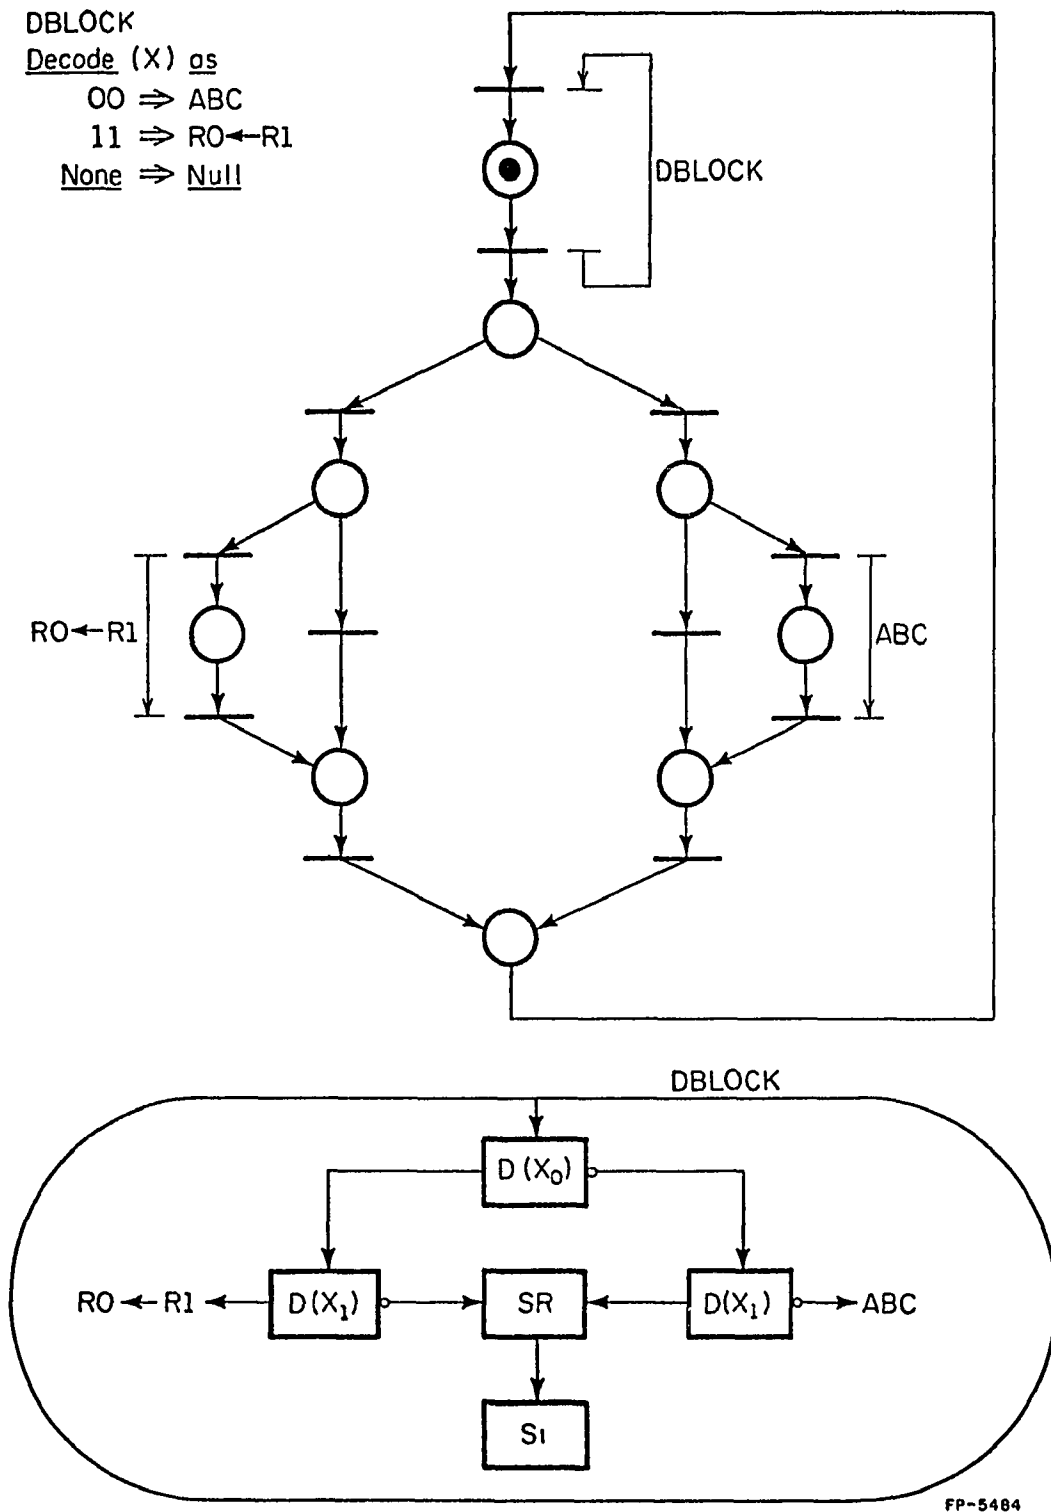 DBLOCK
Decode (X) as
00 ⇒ ABC
11 ⇒ R0←R1
None ⇒ Null
DBLOCK
R0←R1
ABC
DBLOCK
D(X₀)
R0←R1
D(X₁)
SR
D(X₁)
ABC
S1
FP-5484